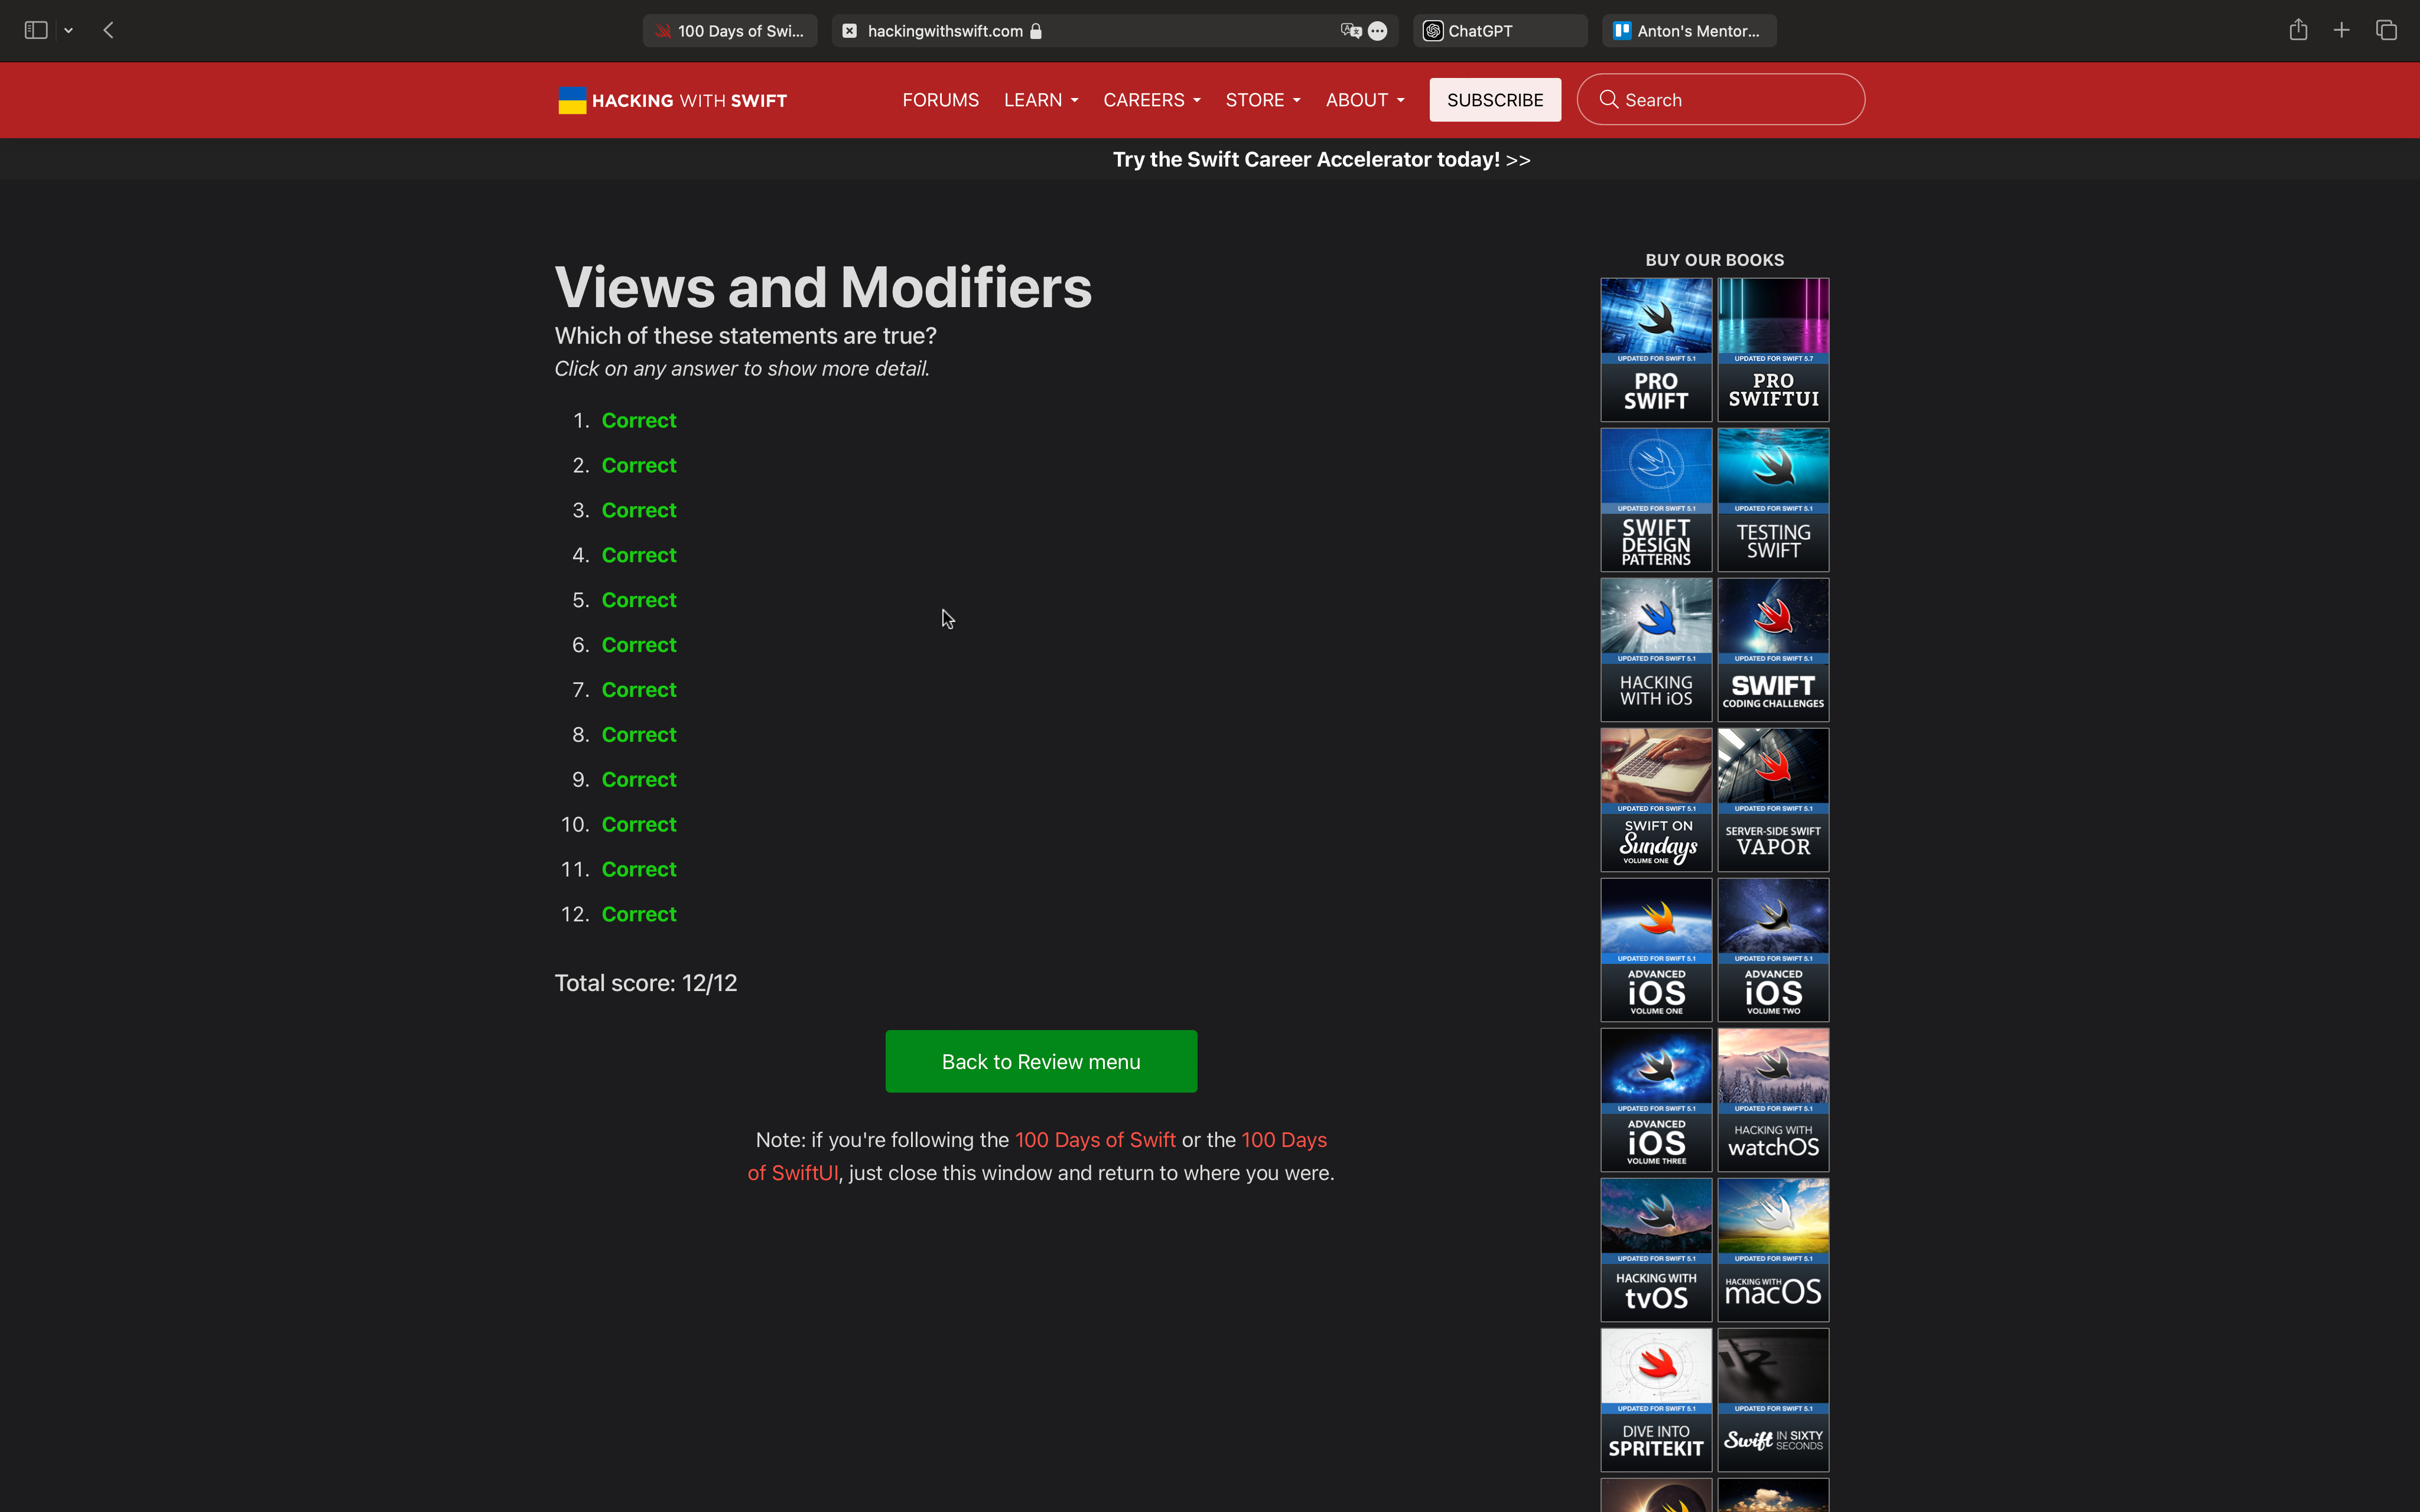 100 Days of Swi...
hackingwithswift.com
ChatGPT
Anton's Mentor...
HACKING WITH SWIFT
FORUMS
LEARN
CAREERS
STORE
ABOUT
SUBSCRIBE
Search
Try the Swift Career Accelerator today! >>
Views and Modifiers
Which of these statements are true?
Click on any answer to show more detail.
1. Correct
2. Correct
3. Correct
4. Correct
5. Correct
6. Correct
7. Correct
8. Correct
9. Correct
10. Correct
11. Correct
12. Correct
Total score: 12/12
Back to Review menu
Note: if you're following the 100 Days of Swift or the 100 Days
of SwiftUI, just close this window and return to where you were.
BUY OUR BOOKS
UPDATED FOR SWIFT 5.1
PRO
SWIFT
UPDATED FOR SWIFT 5.7
PRO
SWIFTUI
UPDATED FOR SWIFT 5.1
SWIFT
DESIGN
PATTERNS
UPDATED FOR SWIFT 5.1
TESTING
SWIFT
UPDATED FOR SWIFT 5.1
HACKING
WITH iOS
UPDATED FOR SWIFT 5.1
SWIFT
CODING CHALLENGES
UPDATED FOR SWIFT 5.1
SWIFT ON
Sundays
VOLUME ONE
UPDATED FOR SWIFT 5.1
SERVER-SIDE SWIFT
VAPOR
UPDATED FOR SWIFT 5.1
ADVANCED
iOS
VOLUME ONE
UPDATED FOR SWIFT 5.1
ADVANCED
iOS
VOLUME TWO
UPDATED FOR SWIFT 5.1
ADVANCED
iOS
VOLUME THREE
UPDATED FOR SWIFT 5.1
HACKING WITH
watchOS
UPDATED FOR SWIFT 5.1
HACKING WITH
tvOS
UPDATED FOR SWIFT 5.1
HACKING WITH
macOS
UPDATED FOR SWIFT 5.1
DIVE INTO
SPRITEKIT
UPDATED FOR SWIFT 5.1
Swift IN SIXTY
SECONDS